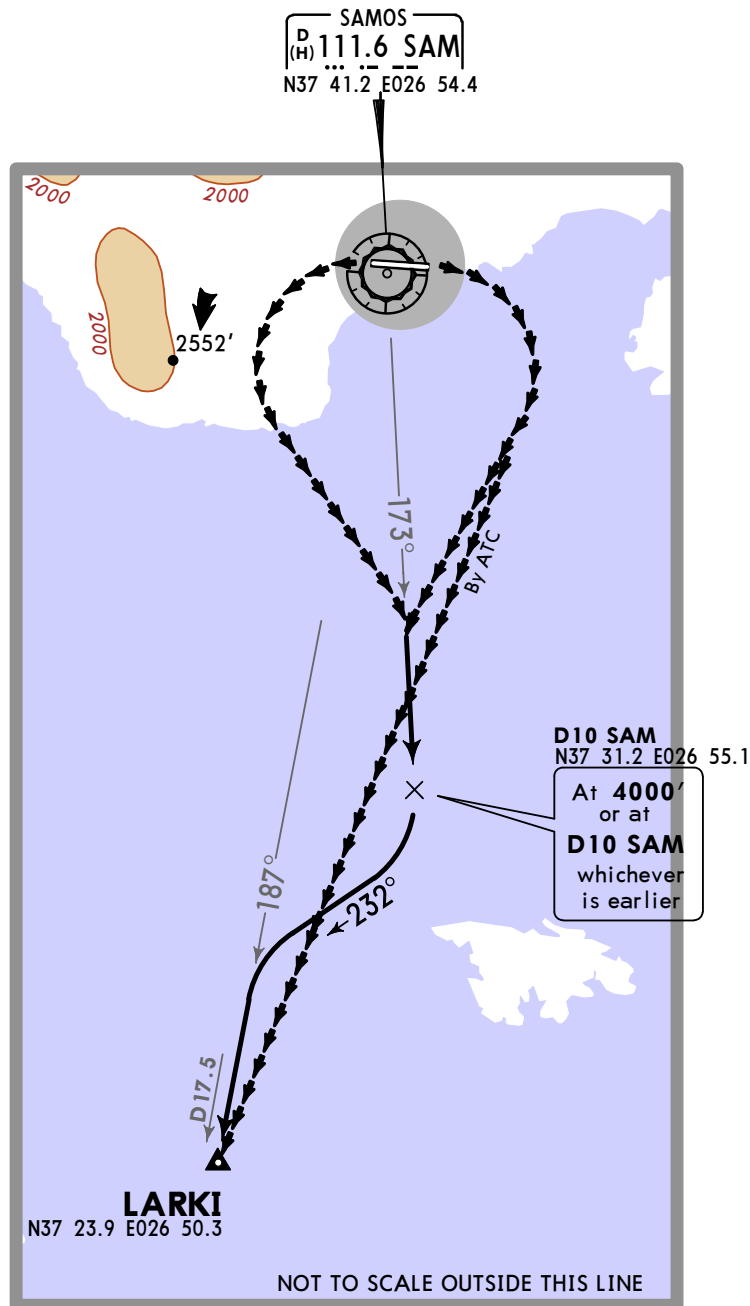 SAMOS
D
(H) 111.6 SAM
N37 41.2 E026 54.4
2000
2000
2000
2552'
173°
By ATC
D10 SAM
N37 31.2 E026 55.1
At 4000'
or at
D10 SAM
whichever
is earlier
187°
232°
D17.5
LARKI
N37 23.9 E026 50.3
NOT TO SCALE OUTSIDE THIS LINE